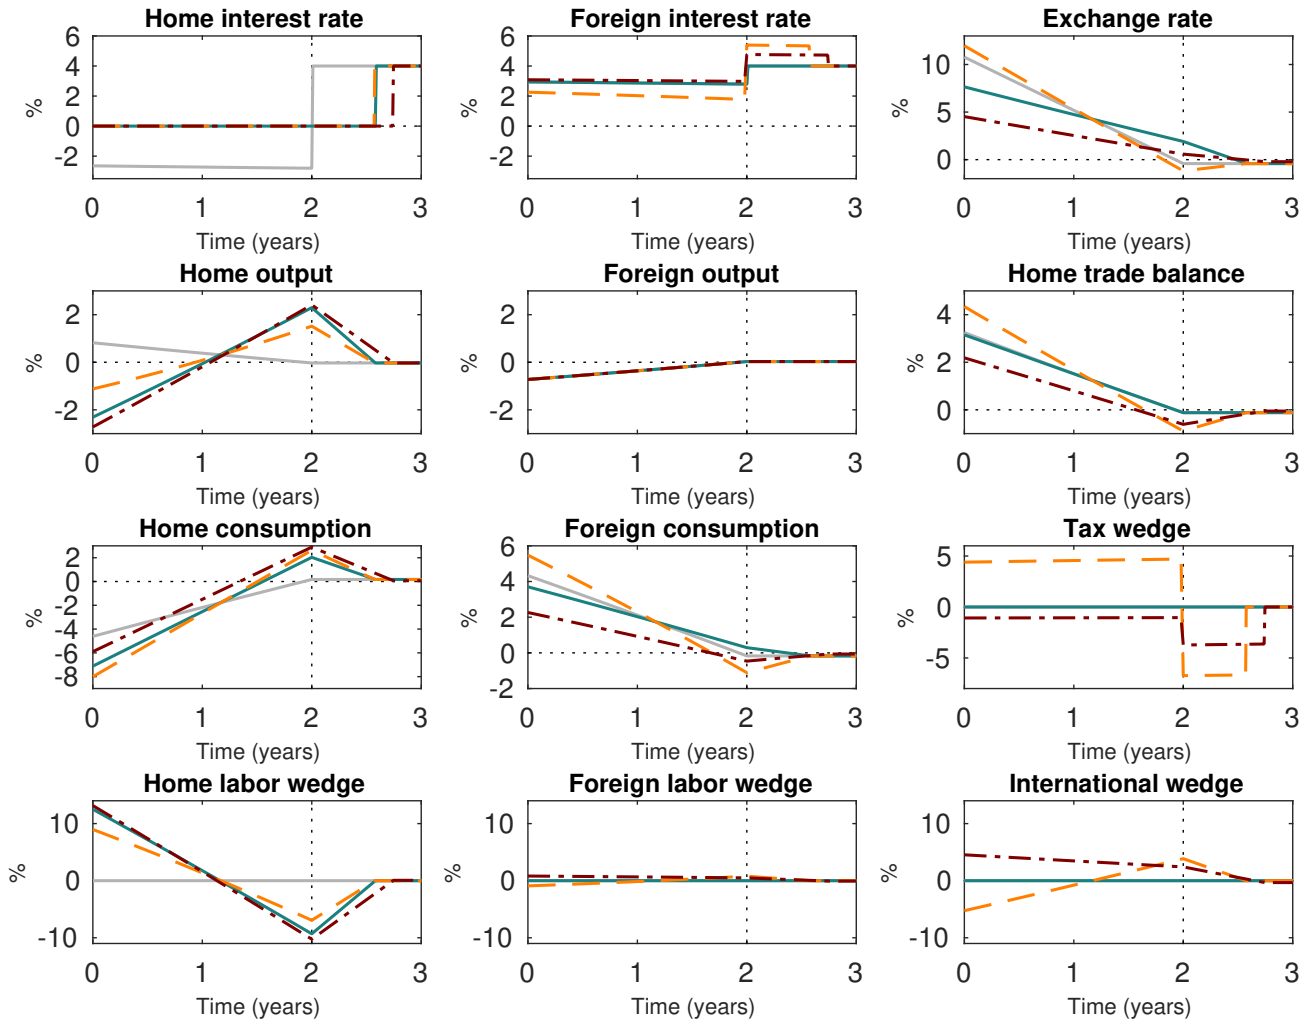 Home interest rate
6
4
2
0
-2
%
0 1 2 3
Time (years)
Foreign interest rate
6
4
2
0
-2
%
0 1 2 3
Time (years)
Exchange rate
10
5
0
%
0 1 2 3
Time (years)
Home output
2
0
-2
%
0 1 2 3
Time (years)
Foreign output
2
0
-2
%
0 1 2 3
Time (years)
Home trade balance
4
2
0
%
0 1 2 3
Time (years)
Home consumption
2
0
-2
-4
-6
-8
%
0 1 2 3
Time (years)
Foreign consumption
6
4
2
0
-2
%
0 1 2 3
Time (years)
Tax wedge
5
0
-5
%
0 1 2 3
Time (years)
Home labor wedge
10
0
-10
%
0 1 2 3
Time (years)
Foreign labor wedge
10
0
-10
%
0 1 2 3
Time (years)
International wedge
10
0
-10
%
0 1 2 3
Time (years)